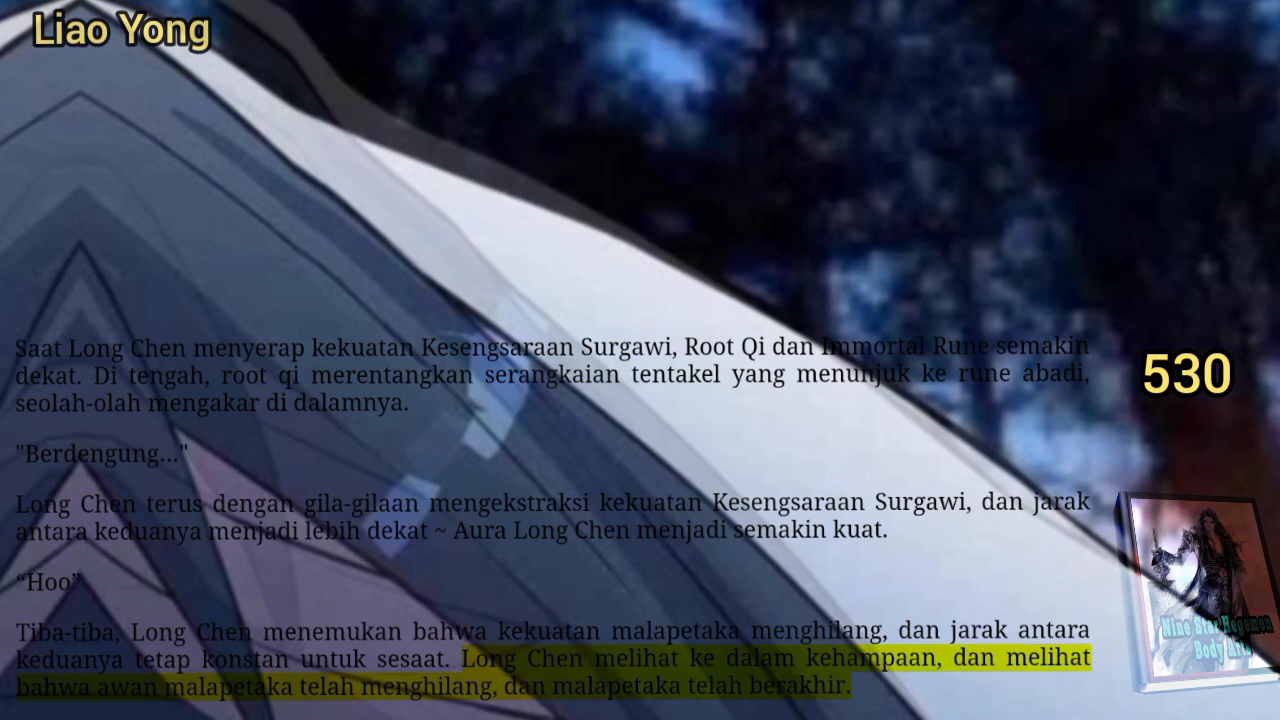 Liao Yong
Saat Long Chen menyerap kekuatan Kesengsaraan Surgawi, Root Qi dan Immortal Rune semakin
dekat. Di tengah, root qi merentangkan serangkaian tentakel yang menunjuk ke rune abadi,
seolah-olah mengakar di dalamnya.
530
"Berdengung..."
Long Chen terus dengan gila-gilaan mengekstraksi kekuatan Kesengsaraan Surgawi, dan jarak
antara keduanya menjadi lebih dekat ~ Aura Long Chen menjadi semakin kuat.
“Hoo”
Tiba-tiba, Long Chen menemukan bahwa kekuatan malapetaka menghilang, dan jarak antara
keduanya tetap konstan untuk sesaat. Long Chen melihat ke dalam kehampaan, dan melihat
bahwa awan malapetaka telah menghilang, dan malapetaka telah berakhir.
Nine Star Hegemon
Body Arts